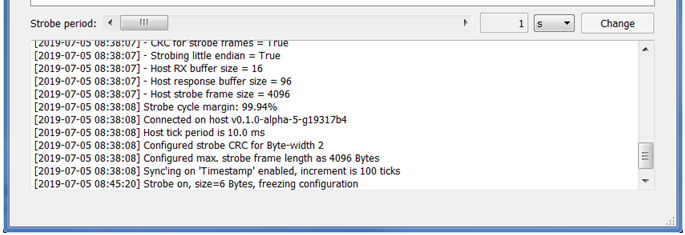 Strobe period: 1 s Change
[2019-07-05 08:38:07] - CRC for strobe frames = True
[2019-07-05 08:38:07] - Strobing little endian = True
[2019-07-05 08:38:07] - Host RX buffer size = 16
[2019-07-05 08:38:07] - Host response buffer size = 96
[2019-07-05 08:38:07] - Host strobe frame size = 4096
[2019-07-05 08:38:08] Strobe cycle margin: 99.94%
[2019-07-05 08:38:08] Connected on host v0.1.0-alpha-5-g19317b4
[2019-07-05 08:38:08] Host tick period is 10.0 ms
[2019-07-05 08:38:08] Configured strobe CRC for Byte-width 2
[2019-07-05 08:38:08] Configured max. strobe frame length as 4096 Bytes
[2019-07-05 08:38:08] Sync'ing on 'Timestamp' enabled, increment is 100 ticks
[2019-07-05 08:45:20] Strobe on, size=6 Bytes, freezing configuration